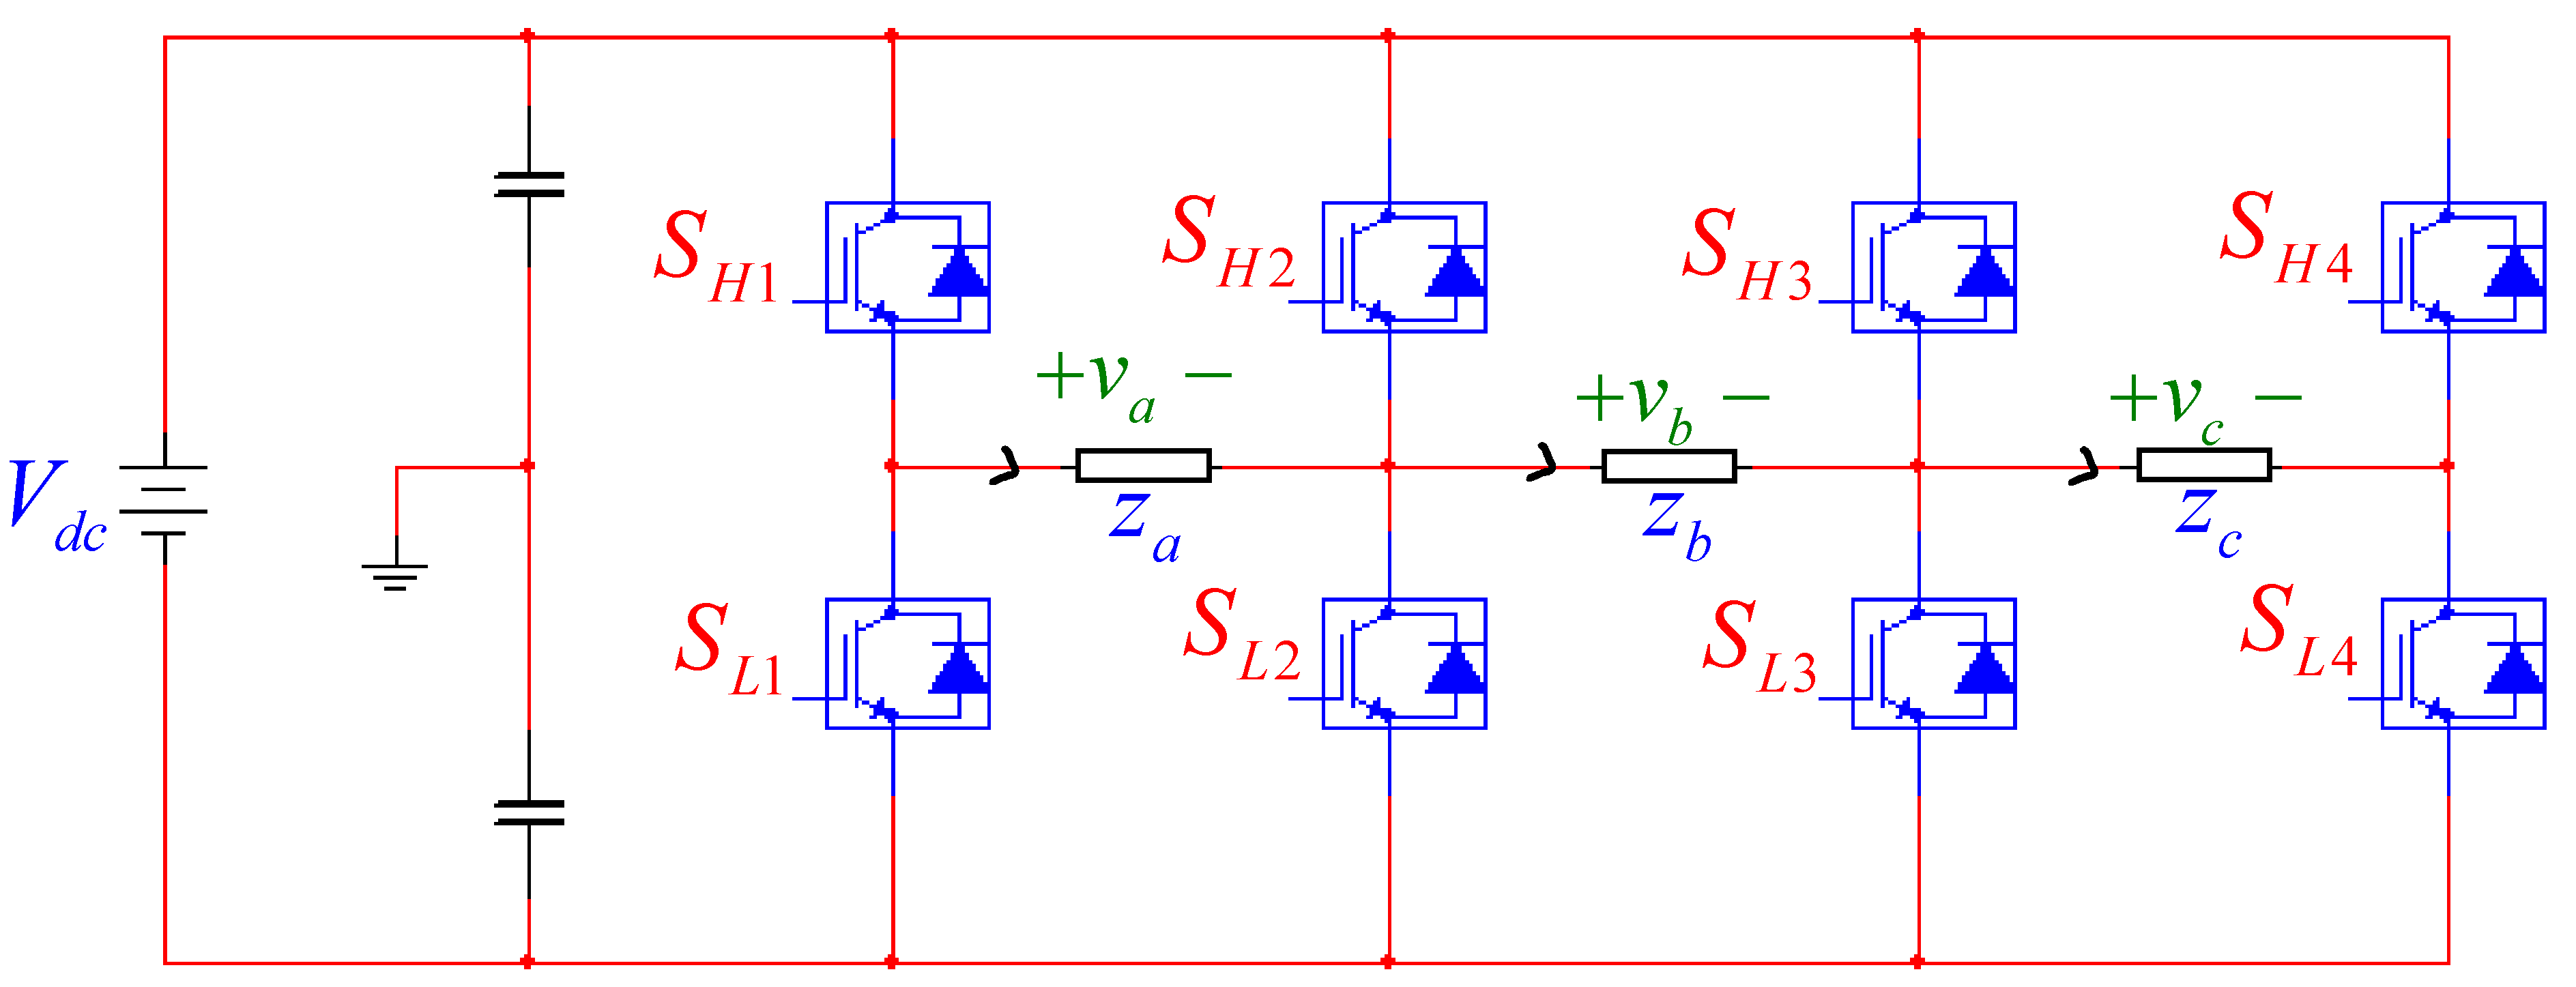 S_H1 S_H2 S_H3 S_H4
+v_a − +v_b − +v_c −
V_dc z_a z_b z_c
S_L1 S_L2 S_L3 S_L4